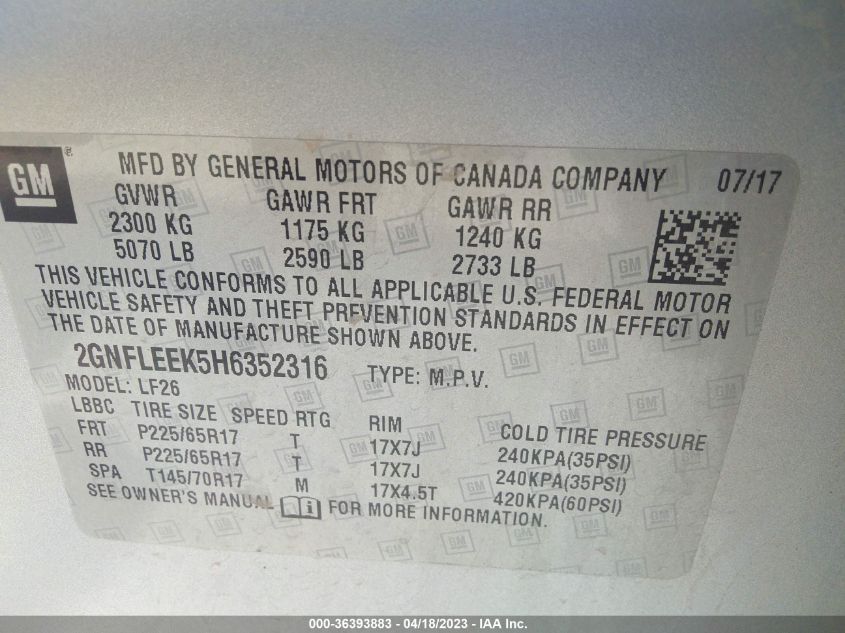 GM
MFD BY GENERAL MOTORS OF CANADA COMPANY 07/17
GVWR GAWR FRT GAWR RR
2300 KG 1175 KG 1240 KG
5070 LB 2590 LB 2733 LB
THIS VEHICLE CONFORMS TO ALL APPLICABLE U.S. FEDERAL MOTOR
VEHICLE SAFETY AND THEFT PREVENTION STANDARDS IN EFFECT ON
THE DATE OF MANUFACTURE SHOWN ABOVE.
2GNFLEEK5H6352316 TYPE: M.P.V.
MODEL: LF26
LBBC TIRE SIZE SPEED RTG RIM COLD TIRE PRESSURE
FRT P225/65R17 T 17X7J 240KPA(35PSI)
RR P225/65R17 T 17X7J 240KPA(35PSI)
SPA T145/70R17 M 17X4.5T 420KPA(60PSI)
SEE OWNER'S MANUAL FOR MORE INFORMATION.
000-36393883 - 04/18/2023 - IAA Inc.